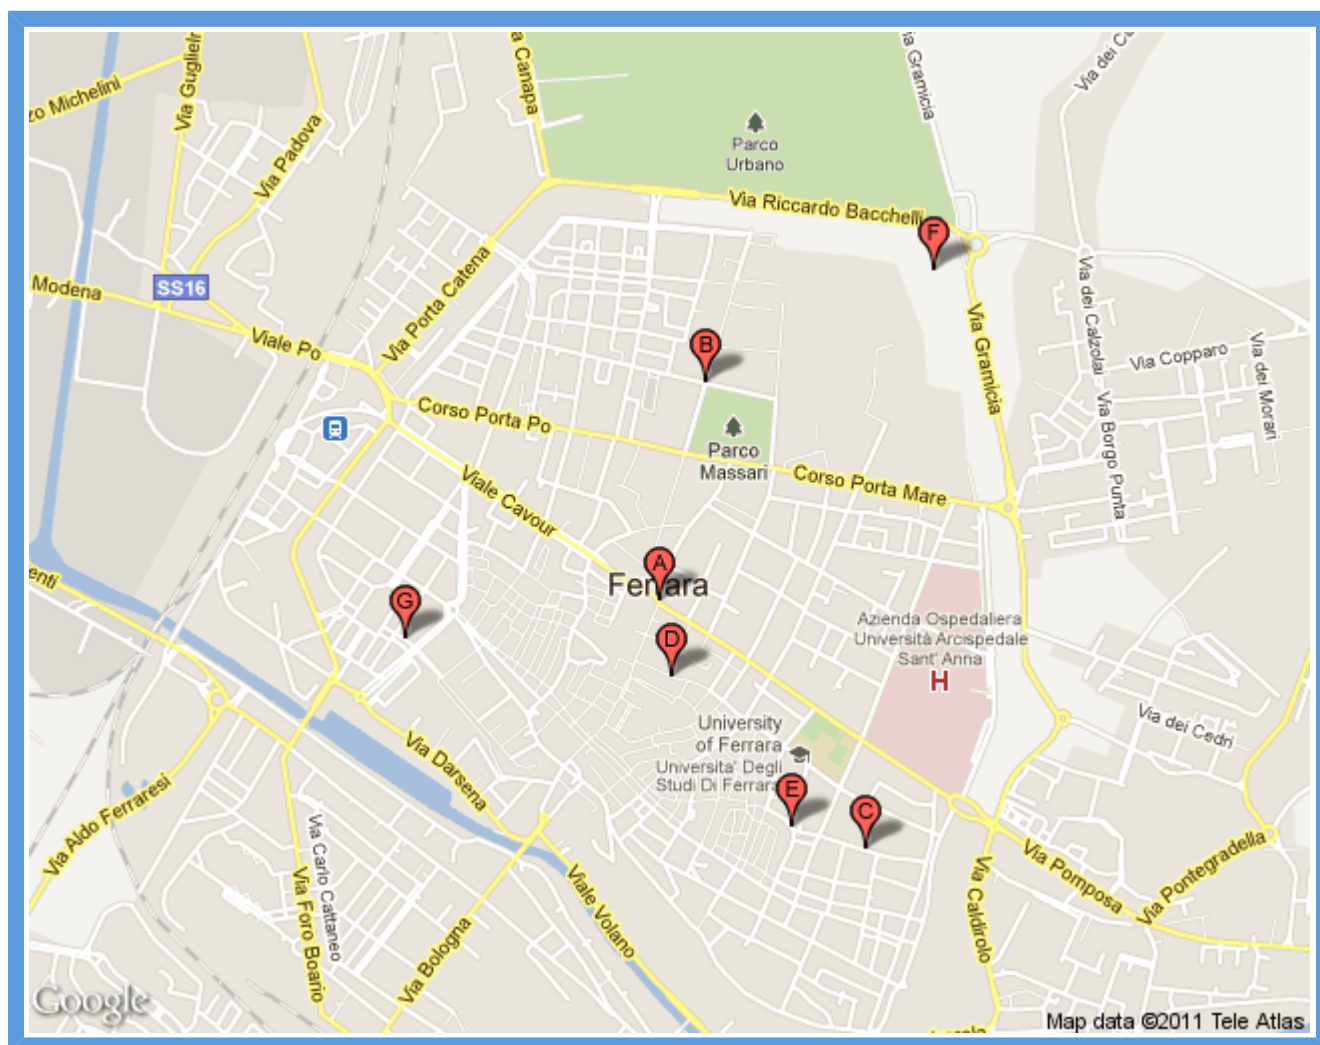 a Canapa
ia Gramicia
Via dei Cu
Via Guglielr
zo Michelini
Via Padova
Parco
Urbano
Via Riccardo Bacchelli
F
Modena
SS16
Via Porta Catena
Via dei Calzolai - Via Borgo Punta
Via Gramicia
Viale Po
B
Via Copparo
Via dei Morari
Corso Porta Po
Parco
Massari
Viale Cavour
Corso Porta Mare
A
Ferrara
enti
G
D
Azienda Ospedaliera
Università Arcispedale
Sant' Anna
H
University
of Ferrara
Universita' Degli
Studi Di Ferrara
Via dei Cedri
Via Darsena
E
C
Via Aldo Ferraresi
Via Carlo Cattaneo
Via Foro Boario
Via Bologna
Viale Volano
Via Caldirolo
Via Pomposa
Via Pontegradella
Google
Map data ©2011 Tele Atlas